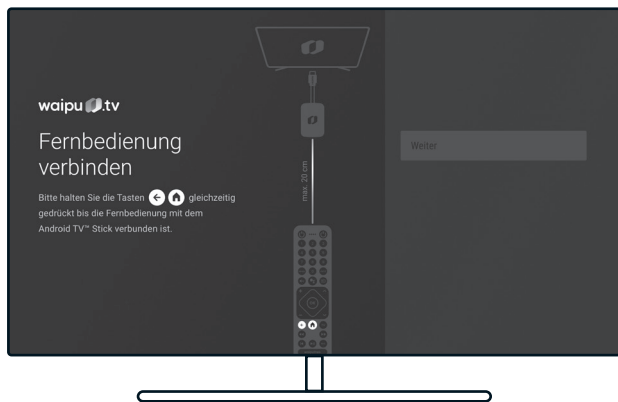 waipu.tv
Fernbedienung
verbinden
Bitte halten Sie die Tasten gleichzeitig
gedrückt bis die Fernbedienung mit dem
Android TV™ Stick verbunden ist.
max. 20 cm
Weiter